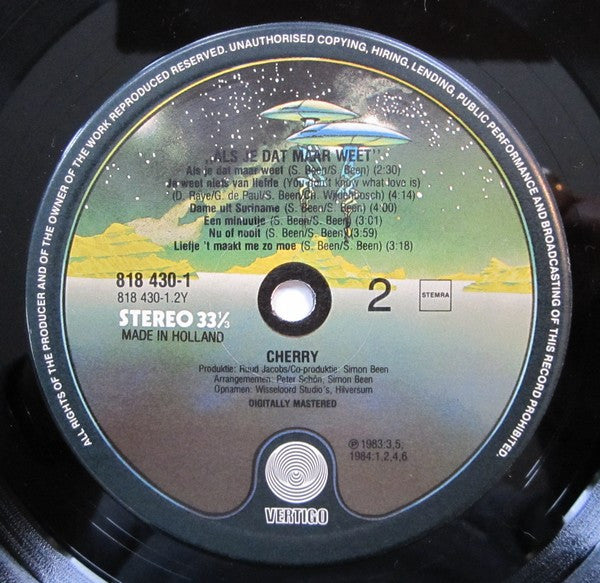 ALL RIGHTS OF THE PRODUCER AND OF THE OWNER OF THE WORK REPRODUCED RESERVED. UNAUTHORISED COPYING, HIRING, LENDING, PUBLIC PERFORMANCE AND BROADCASTING OF THIS RECORD PROHIBITED.
„ALS JE DAT MAAR WEET”
Als je dat maar weet (S. Been/S. Been) (2:30)
Je weet niets van liefde (You don't know what love is)
(D. Raye/G. de Paul/S. Been/Ch. Wijdenbosch) (4:14)
Dame uit Suriname (S. Been/S. Been) (4:00)
Een minuutje (S. Been/S. Been) (3:01)
Nu of nooit (S. Been/S. Been) (3:59)
Liefje 't maakt me zo moe (S. Been/S. Been) (3:18)
818 430-1
818 430-1.2Y
STEREO 33⅓
MADE IN HOLLAND
2
STEMRA
CHERRY
Produktie: Ruud Jacobs/Co-produktie: Simon Been
Arrangementen: Peter Schön, Simon Been
Opnamen: Wisseloord Studio's, Hilversum
DIGITALLY MASTERED
℗ 1983:3,5;
1984:1,2,4,6.
VERTIGO